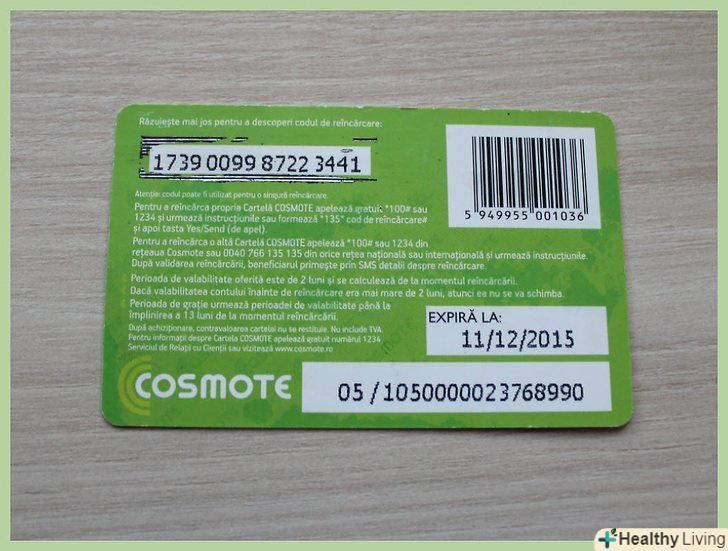 Răzuiește mai jos pentru a descoperi codul de reîncărcare:
1739 0099 8722 3441
5 949955 001036
Atenție: codul poate fi utilizat pentru o singură reîncărcare.
Pentru a reîncărca propria Cartelă COSMOTE apelează gratuit *100# sau
1234 și urmează instrucțiunile sau formează *135* cod de reîncărcare#
și apoi tasta Yes/Send (de apel).
Pentru a reîncărca o altă Cartelă COSMOTE apelează *100# sau 1234 din
rețeaua Cosmote sau 0040 766 135 135 din orice rețea națională sau internațională și urmează instrucțiunile.
După validarea reîncărcării, beneficiarul primește prin SMS detalii despre reîncărcare.
Perioada de valabilitate oferită este de 2 luni și se calculează de la momentul reîncărcării.
Dacă valabilitatea contului înainte de reîncărcare era mai mare de 2 luni, atunci ea nu se va schimba.
Perioada de grație urmează perioadei de valabilitate până la
împlinirea a 13 luni de la momentul reîncărcării.
După achiziționare, contravaloarea cartelei nu se restituie. Nu include TVA.
Pentru informații despre Cartela COSMOTE apelează gratuit numărul 1234
Serviciul de Relații cu Clienții sau vizitează www.cosmote.ro
EXPIRĂ LA:
11/12/2015
COSMOTE
05 / 1050000023768990
Healthy Living